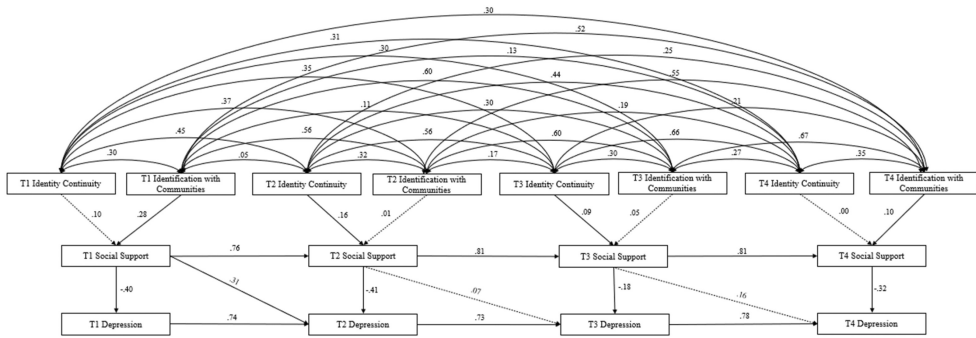 .30
.31
.52
.30
.13
.25
.35
.60
.44
.55
.37
.11
.30
.19
.21
.45
.56
.56
.60
.66
.67
.30
.05
.32
.17
.30
.27
.35
T1 Identity Continuity
T1 Identification with
Communities
T2 Identity Continuity
T2 Identification with
Communities
T3 Identity Continuity
T3 Identification with
Communities
T4 Identity Continuity
T4 Identification with
Communities
.10
.28
.16
.01
.09
.05
.00
.10
T1 Social Support
.76
T2 Social Support
.81
T3 Social Support
.81
T4 Social Support
-.40
.31
-.41
-.18
-.32
T1 Depression
.74
T2 Depression
.73
T3 Depression
.78
T4 Depression